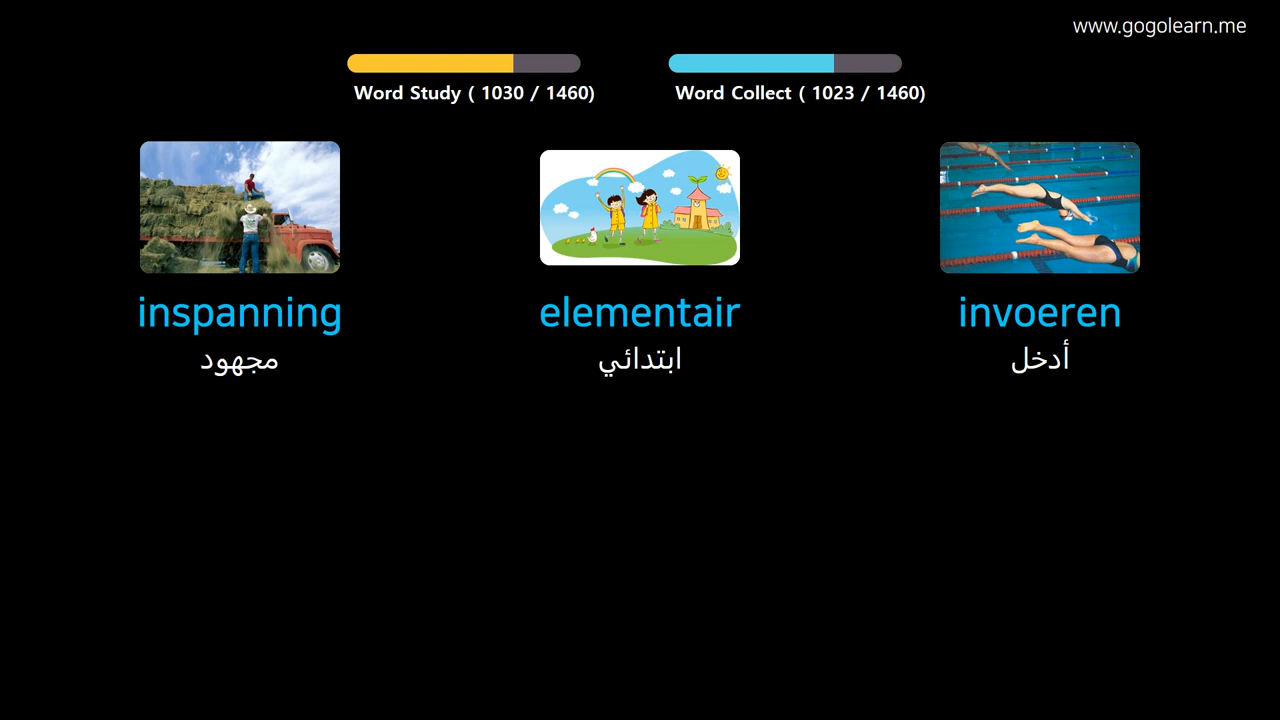 www.gogolearn.me
Word Study ( 1030 / 1460)
Word Collect ( 1023 / 1460)
inspanning
مجهود
elementair
ابتدائي
invoeren
أدخل